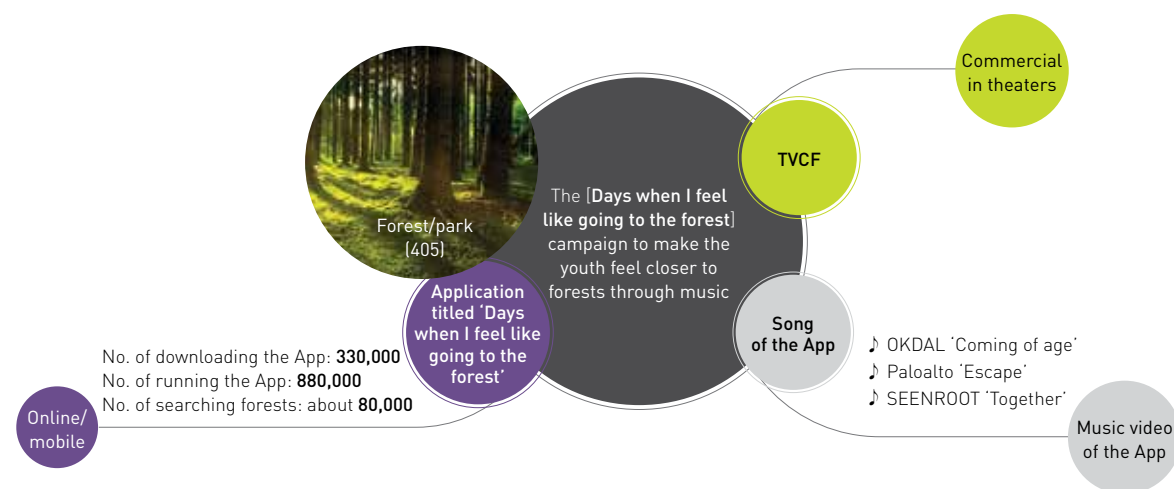 Commercial
in theaters
TVCF
The [Days when I feel
like going to the forest]
campaign to make the
youth feel closer to
forests through music
Forest/park
(405)
Application
titled ‘Days
when I feel like
going to the
forest’
Song
of the App
♪ OKDAL ‘Coming of age’
♪ Paloalto ‘Escape’
♪ SEENROOT ‘Together’
No. of downloading the App: 330,000
No. of running the App: 880,000
No. of searching forests: about 80,000
Online/
mobile
Music video
of the App